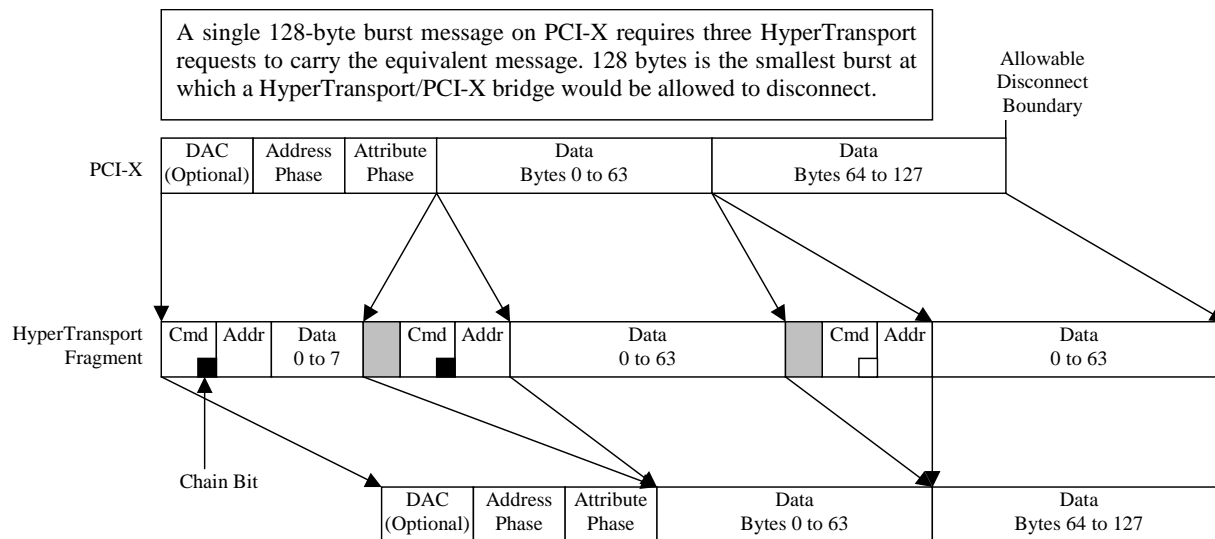 A single 128-byte burst message on PCI-X requires three HyperTransport
requests to carry the equivalent message. 128 bytes is the smallest burst at
which a HyperTransport/PCI-X bridge would be allowed to disconnect.
Allowable
Disconnect
Boundary
PCI-X
DAC
(Optional)
Address
Phase
Attribute
Phase
Data
Bytes 0 to 63
Data
Bytes 64 to 127
HyperTransport
Fragment
Cmd
Addr
Data
0 to 7
Cmd
Addr
Data
0 to 63
Cmd
Addr
Data
0 to 63
Chain Bit
DAC
(Optional)
Address
Phase
Attribute
Phase
Data
Bytes 0 to 63
Data
Bytes 64 to 127